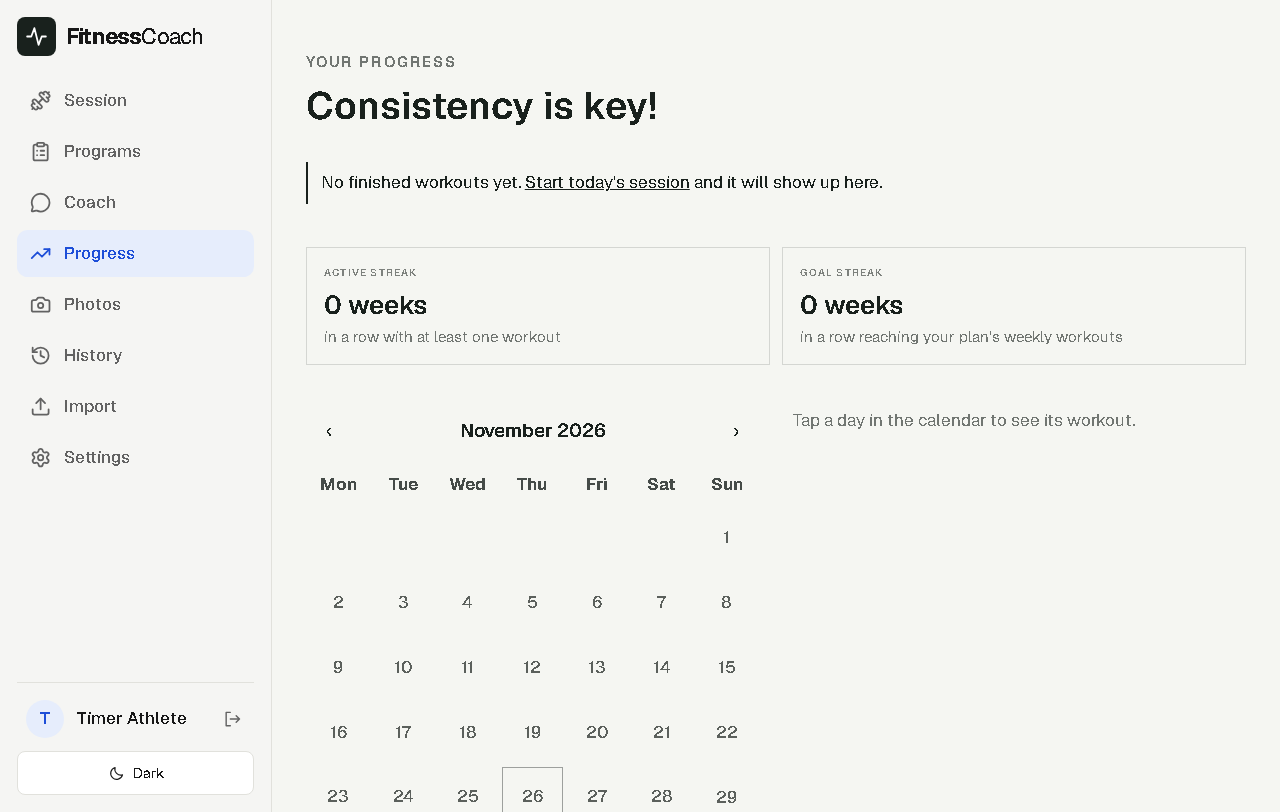 FitnessCoach
Session
Programs
Coach
Progress
Photos
History
Import
Settings
T
Timer Athlete
Dark
YOUR PROGRESS
Consistency is key!
No finished workouts yet. Start today's session and it will show up here.
ACTIVE STREAK
0 weeks
in a row with at least one workout
GOAL STREAK
0 weeks
in a row reaching your plan's weekly workouts
‹ November 2026 ›
Mon Tue Wed Thu Fri Sat Sun
1
2 3 4 5 6 7 8
9 10 11 12 13 14 15
16 17 18 19 20 21 22
23 24 25 26 27 28 29
Tap a day in the calendar to see its workout.